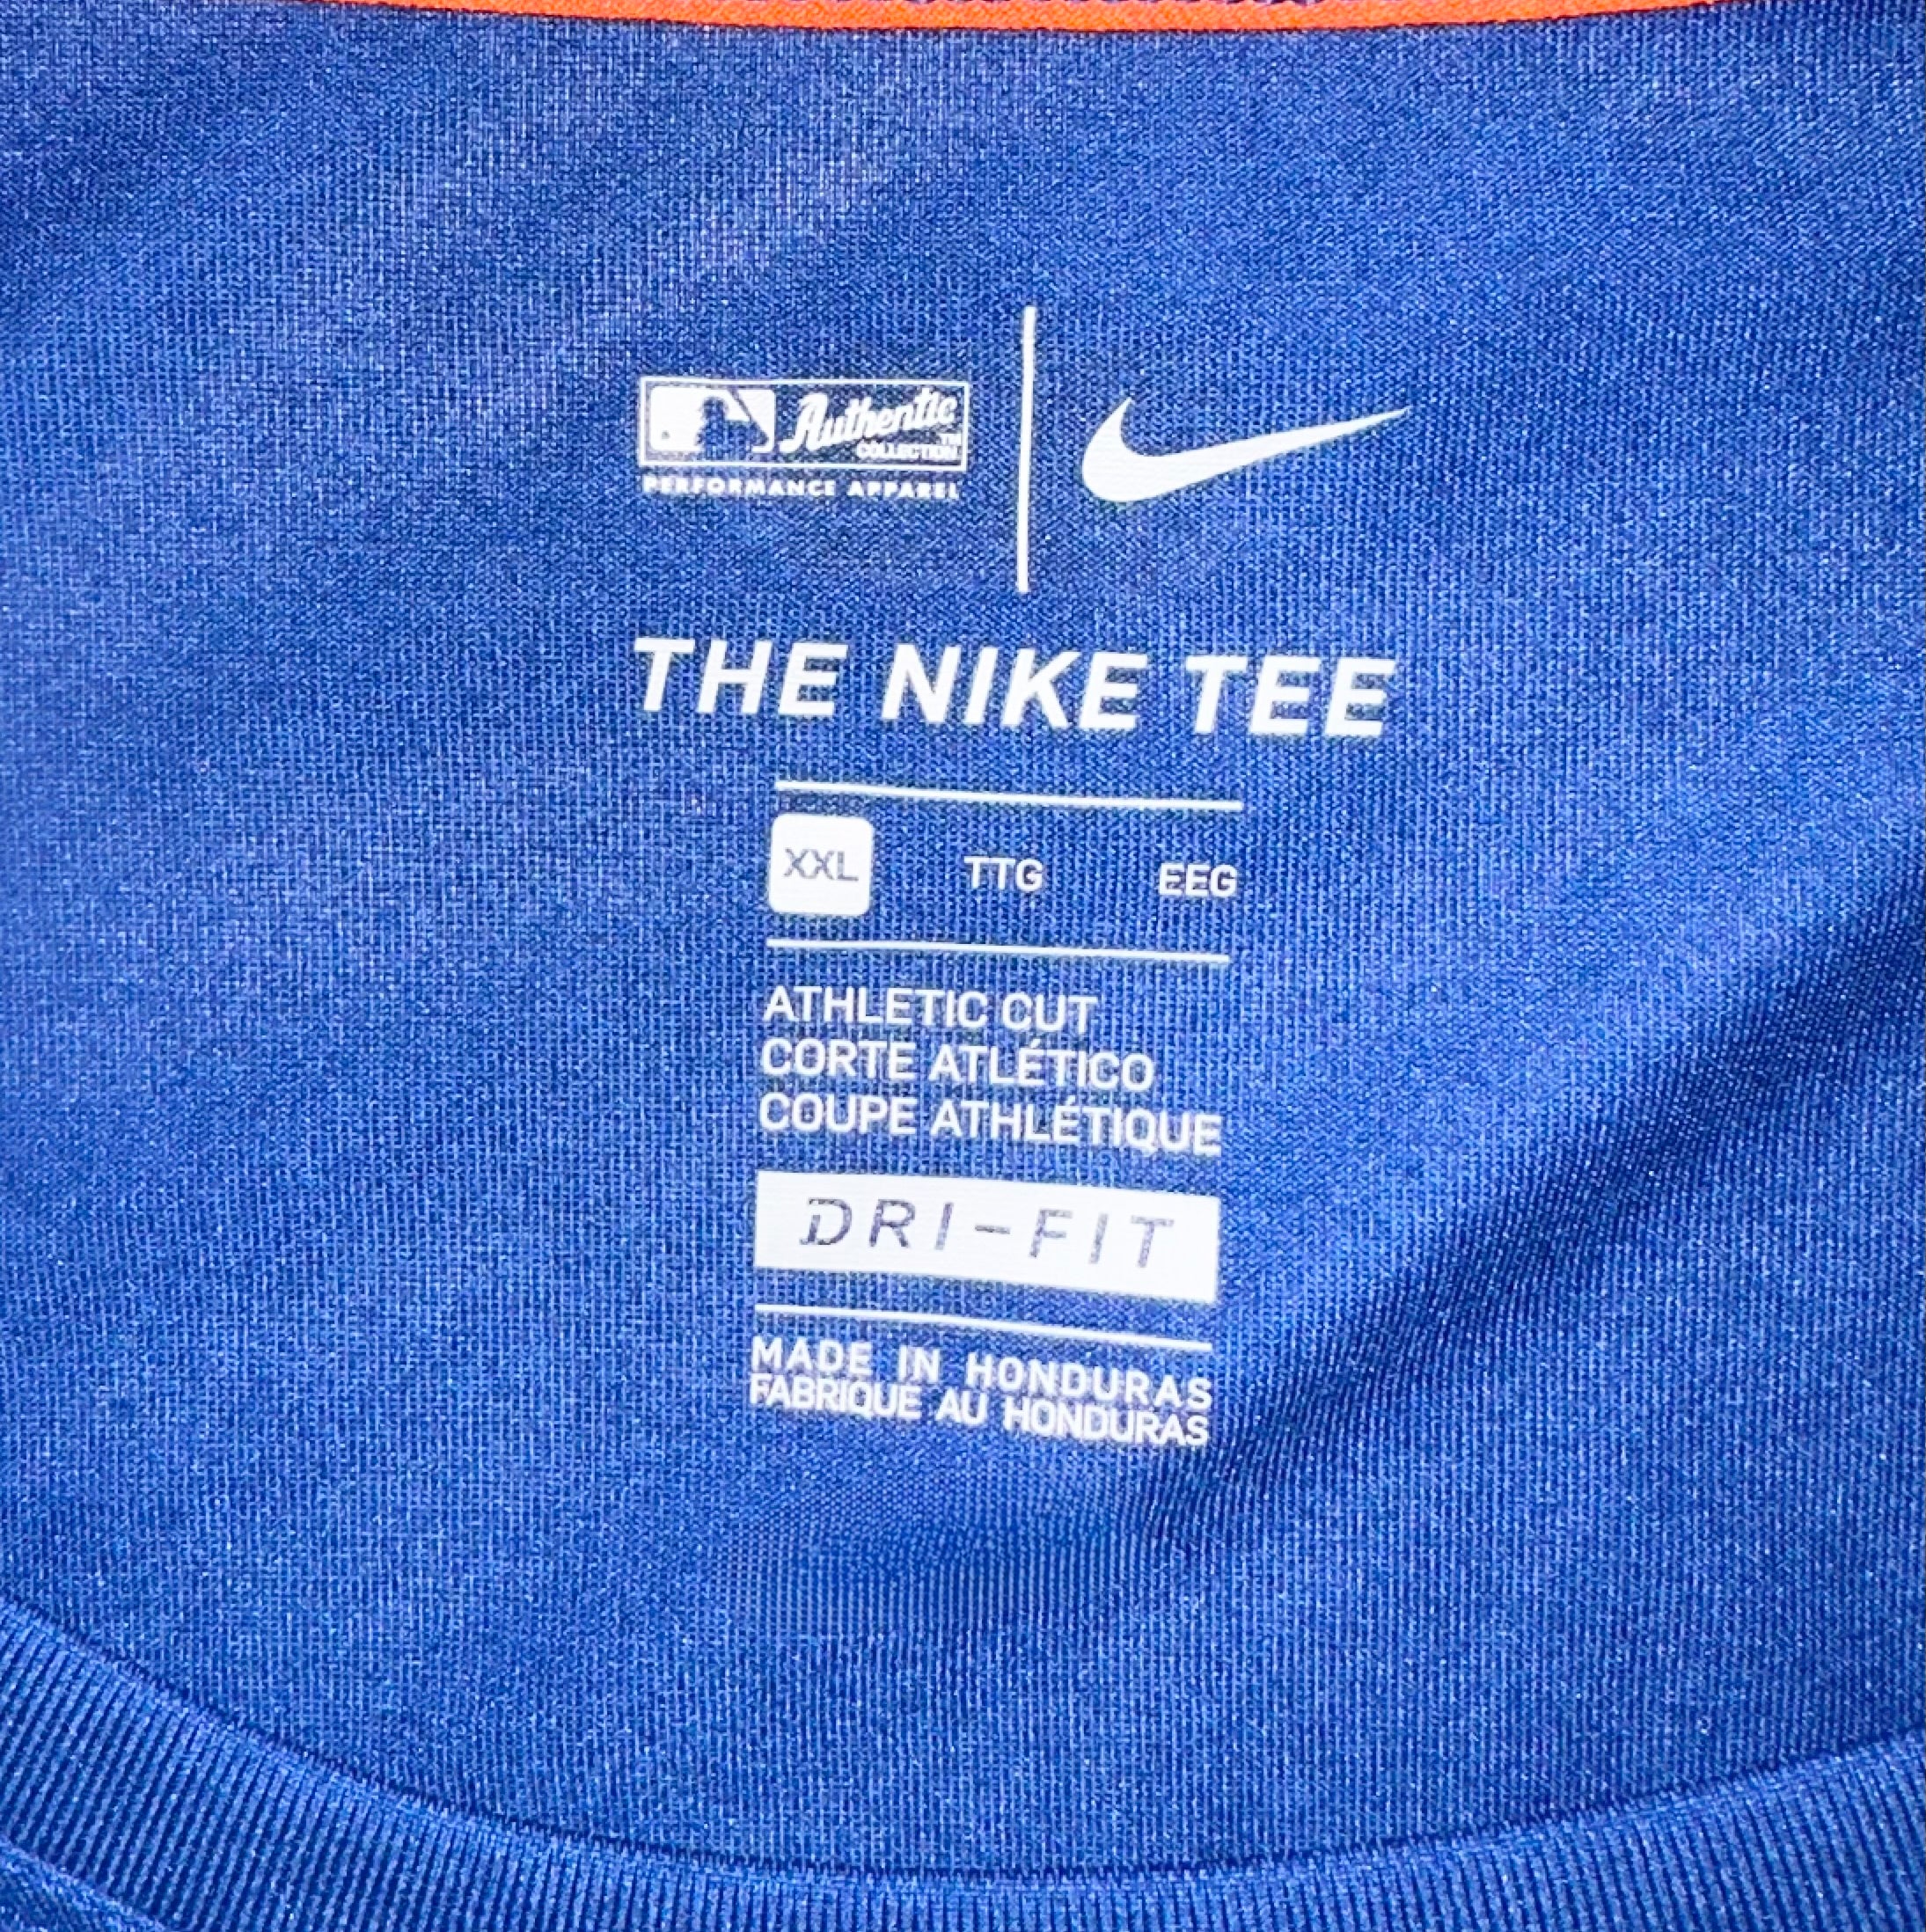 Authentic
COLLECTION™
PERFORMANCE APPAREL
THE NIKE TEE
XXL TTG EEG
ATHLETIC CUT
CORTE ATLÉTICO
COUPE ATHLÉTIQUE
DRI-FIT
MADE IN HONDURAS
FABRIQUE AU HONDURAS